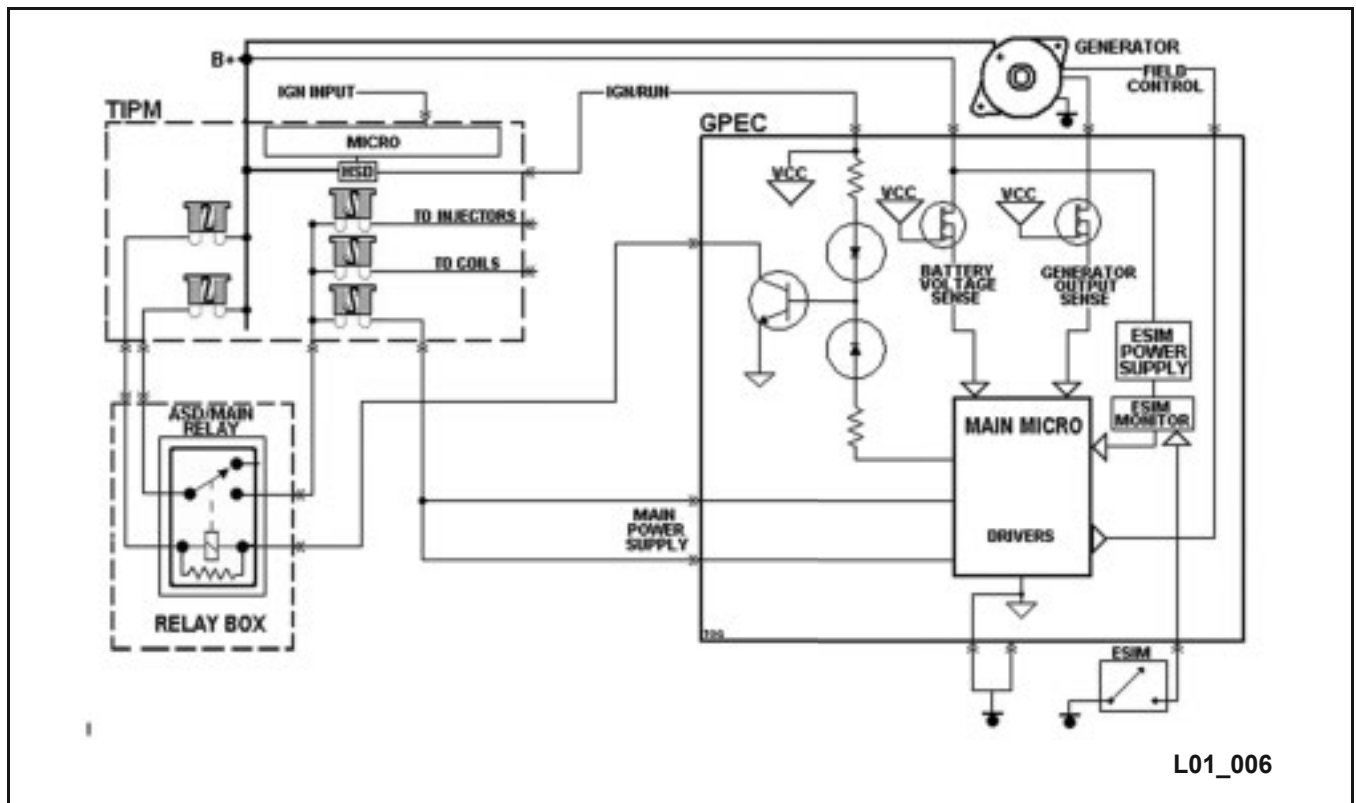 B+
GENERATOR
FIELD
CONTROL
IGN INPUT
IGN/RUN
TIPM
GPEC
MICRO
HSD
VCC
VCC
VCC
TO INJECTORS
TO COILS
BATTERY
VOLTAGE
SENSE
GENERATOR
OUTPUT
SENSE
ESIM
POWER
SUPPLY
ESIM
MONITOR
ASD/MAIN
RELAY
MAIN MICRO
MAIN
POWER
SUPPLY
DRIVERS
RELAY BOX
ESIM
L01_006